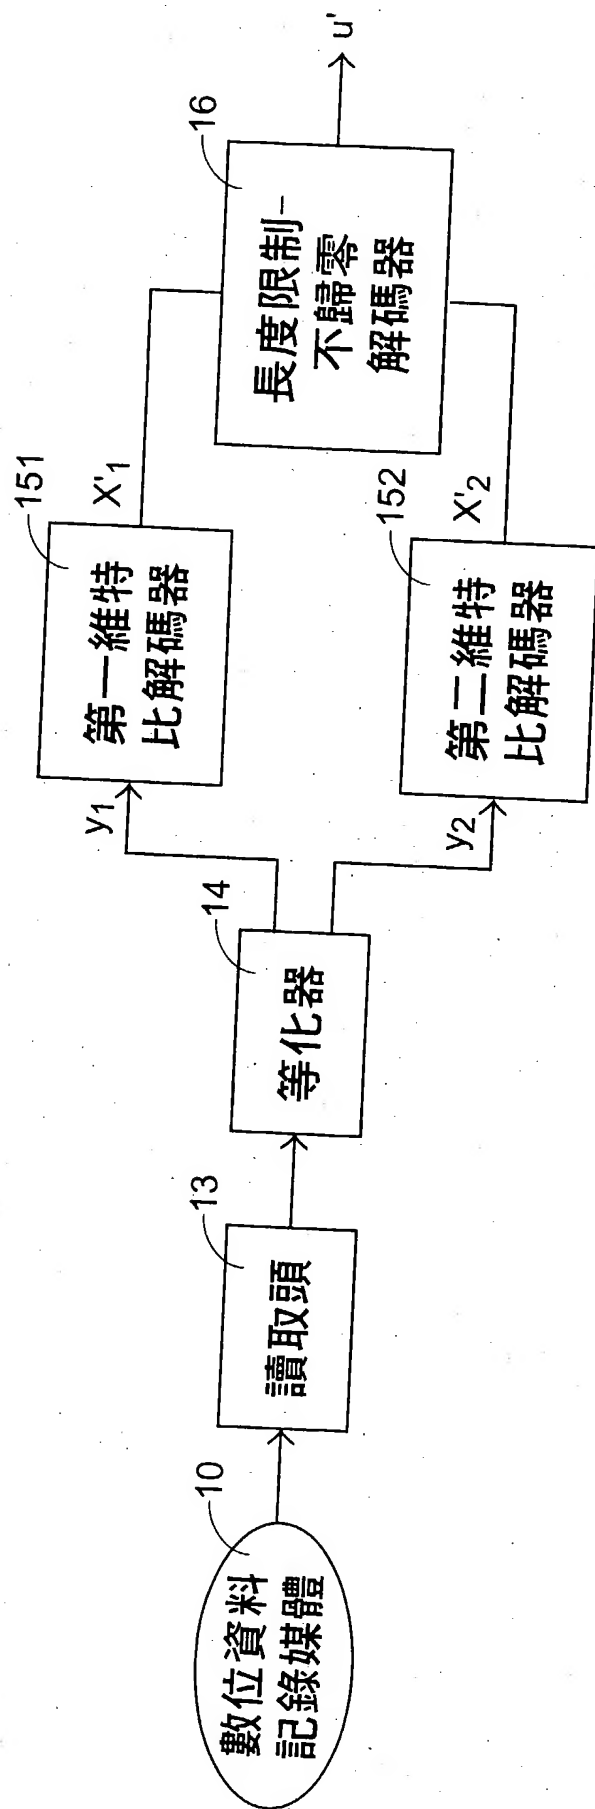 數位資料
記錄媒體
10
讀取頭
13
等化器
14
y1
y2
第一維特
比解碼器
151
X'1
第二維特
比解碼器
152
X'2
長度限制-
不歸零
解碼器
16
u'